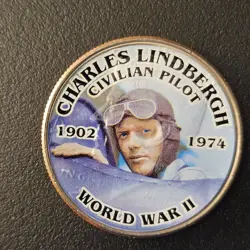 CHARLES LINDBERGH
CIVILIAN PILOT
1902
1974
WORLD WAR II